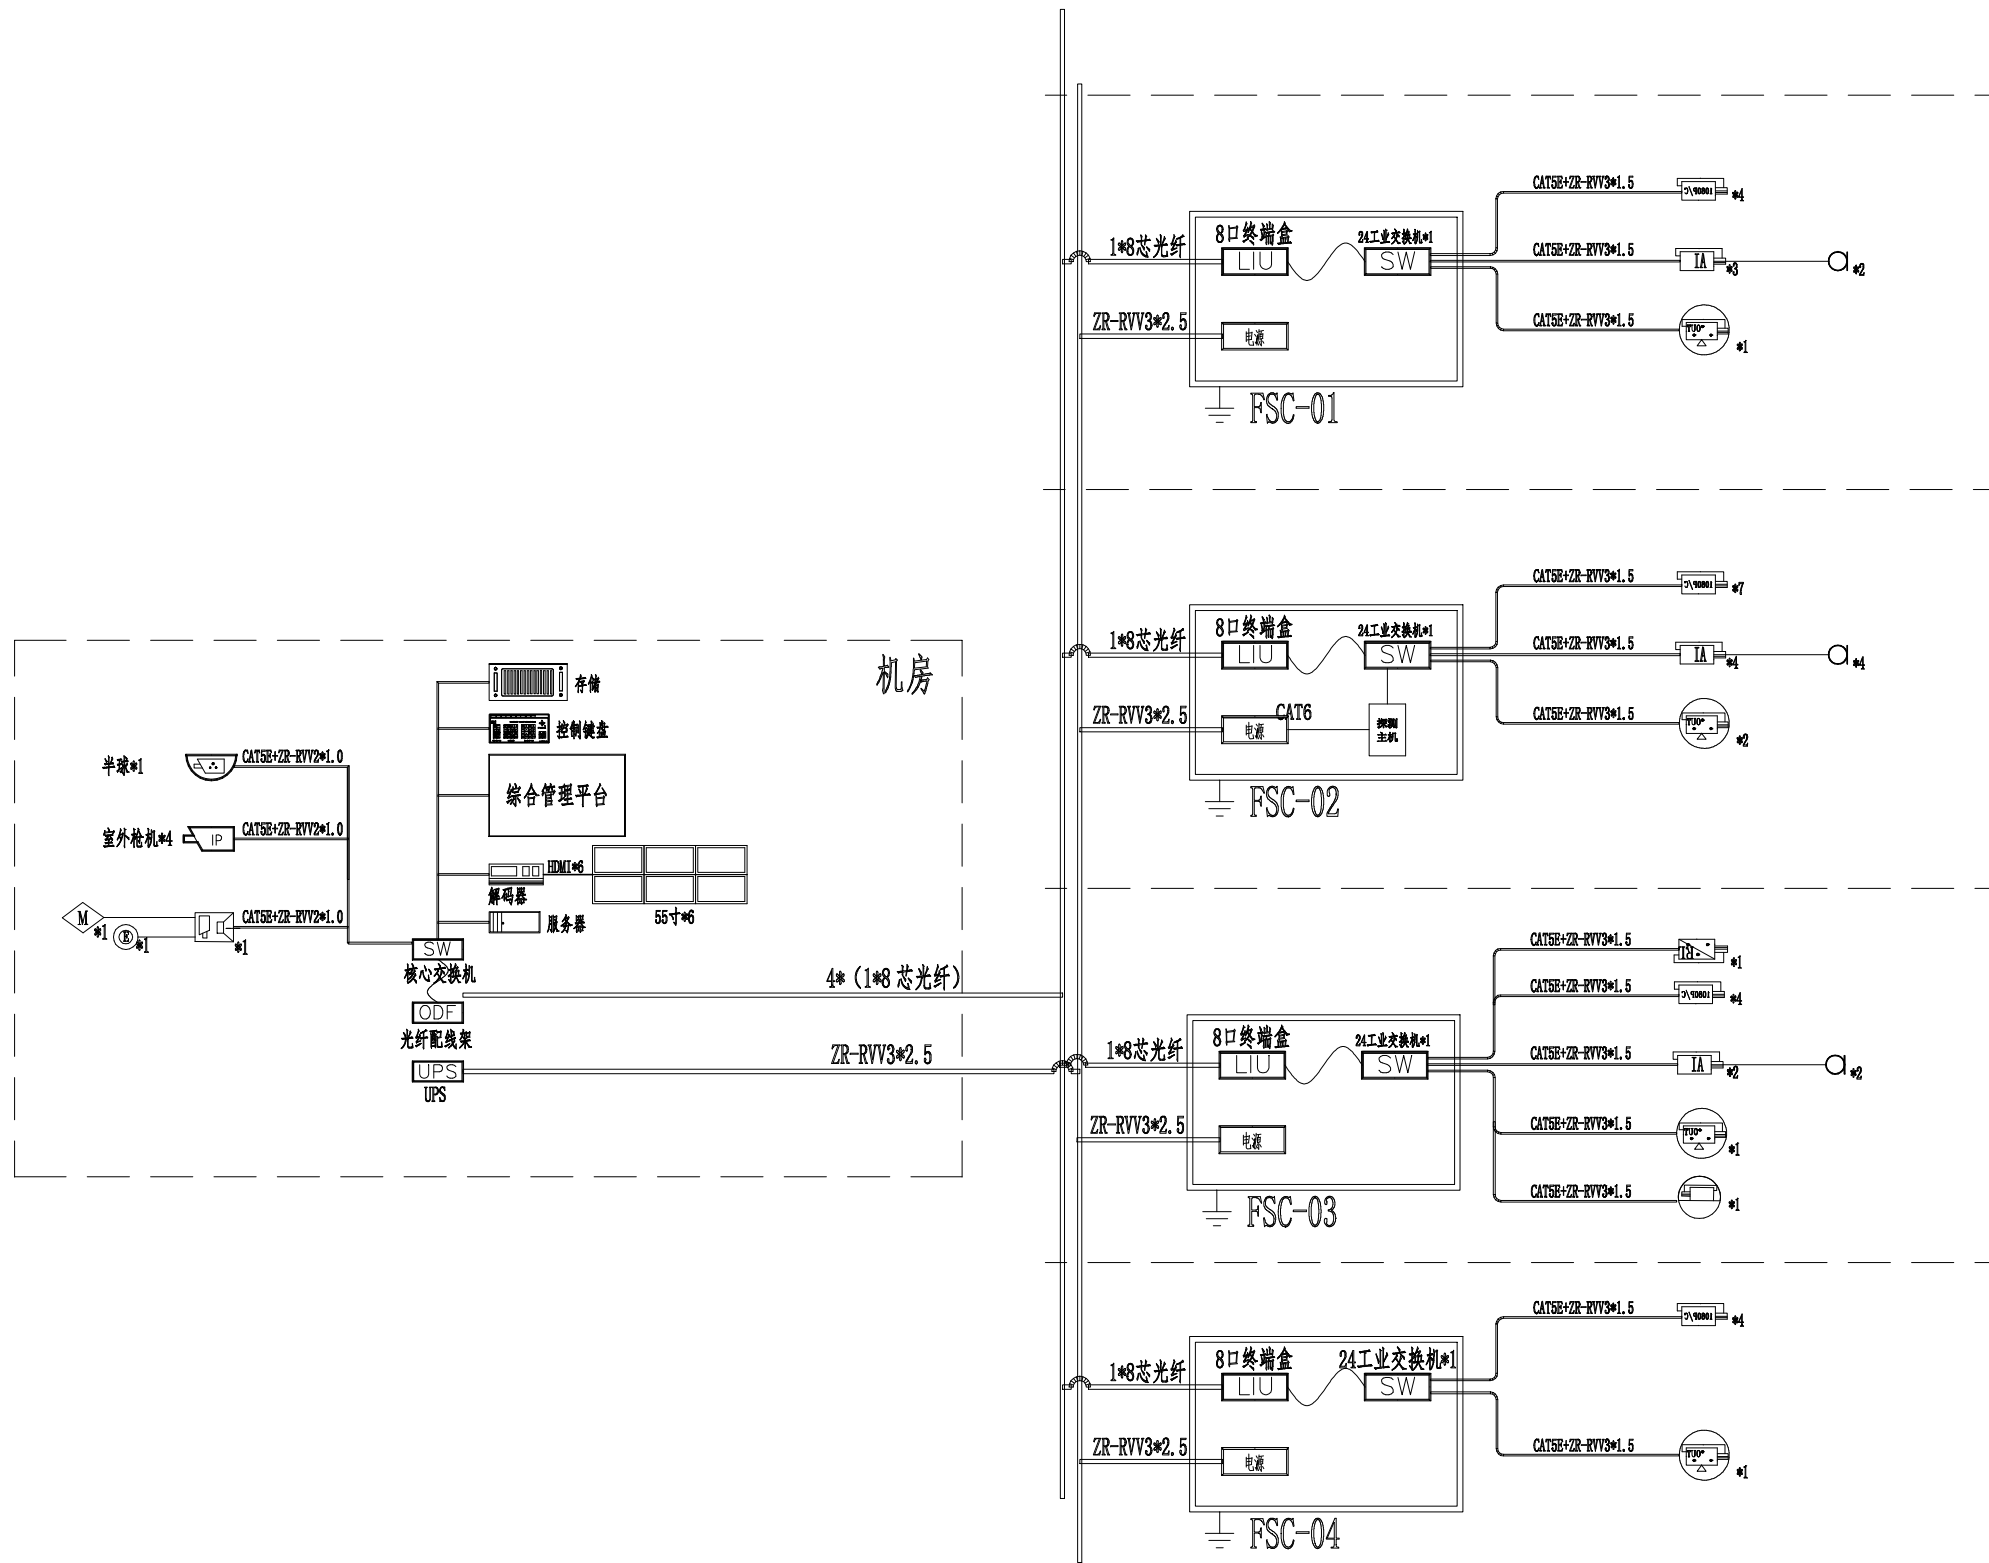 机房
存储
控制键盘
综合管理平台
HDMI*6
解码器
55寸*6
服务器
半球*1
CAT5E+ZR-RVV2*1.0
室外枪机*4
IP
CAT5E+ZR-RVV2*1.0
M
*1
E
*1
*1
CAT5E+ZR-RVV2*1.0
SW
核心交换机
ODF
光纤配线架
UPS
UPS
4*（1*8 芯光纤）
ZR-RVV3*2.5
1*8芯光纤
8口终端盒
LIU
24工业交换机*1
SW
ZR-RVV3*2.5
电源
FSC-01
CAT5E+ZR-RVV3*1.5
1080P/C
*4
CAT5E+ZR-RVV3*1.5
IA
*3
*2
CAT5E+ZR-RVV3*1.5
*1
1*8芯光纤
8口终端盒
LIU
24工业交换机*1
SW
ZR-RVV3*2.5
电源
CAT6
探测
主机
FSC-02
CAT5E+ZR-RVV3*1.5
1080P/C
*7
CAT5E+ZR-RVV3*1.5
IA
*4
*4
CAT5E+ZR-RVV3*1.5
*2
1*8芯光纤
8口终端盒
LIU
24工业交换机*1
SW
ZR-RVV3*2.5
电源
FSC-03
CAT5E+ZR-RVV3*1.5
*1
CAT5E+ZR-RVV3*1.5
1080P/C
*4
CAT5E+ZR-RVV3*1.5
IA
*2
*2
CAT5E+ZR-RVV3*1.5
*1
CAT5E+ZR-RVV3*1.5
*1
1*8芯光纤
8口终端盒
LIU
24工业交换机*1
SW
ZR-RVV3*2.5
电源
FSC-04
CAT5E+ZR-RVV3*1.5
1080P/C
*4
CAT5E+ZR-RVV3*1.5
*1